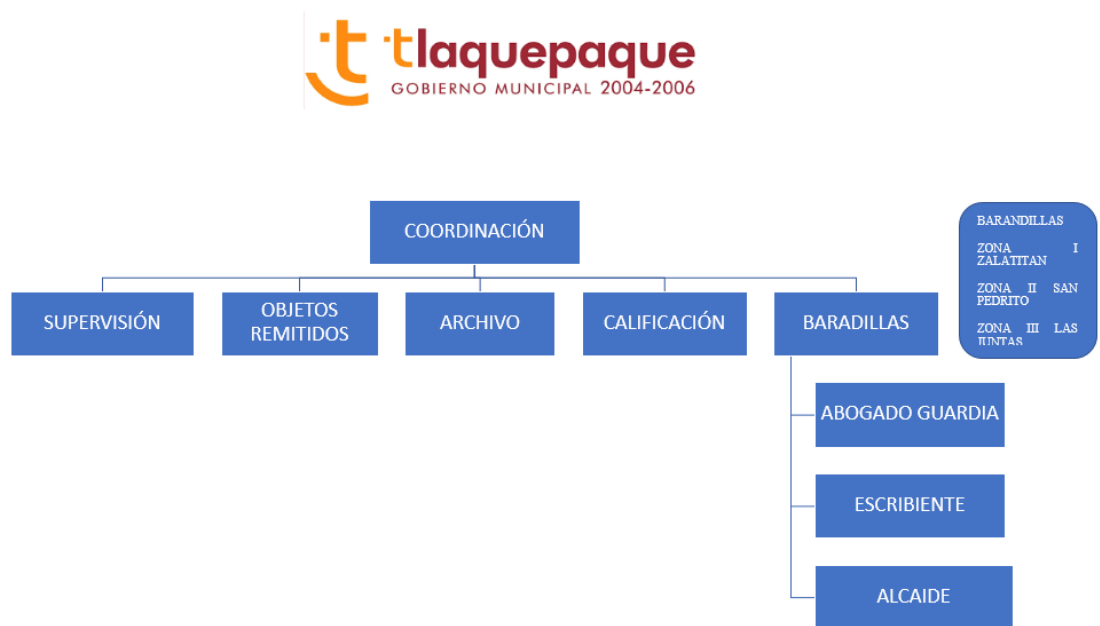 tlaquepaque
GOBIERNO MUNICIPAL 2004-2006
COORDINACIÓN
BARANDILLAS
ZONA I
ZALATITAN
ZONA II SAN
PEDRITO
ZONA III LAS
JUNTAS
SUPERVISIÓN
OBJETOS
REMITIDOS
ARCHIVO
CALIFICACIÓN
BARADILLAS
ABOGADO GUARDIA
ESCRIBIENTE
ALCAIDE